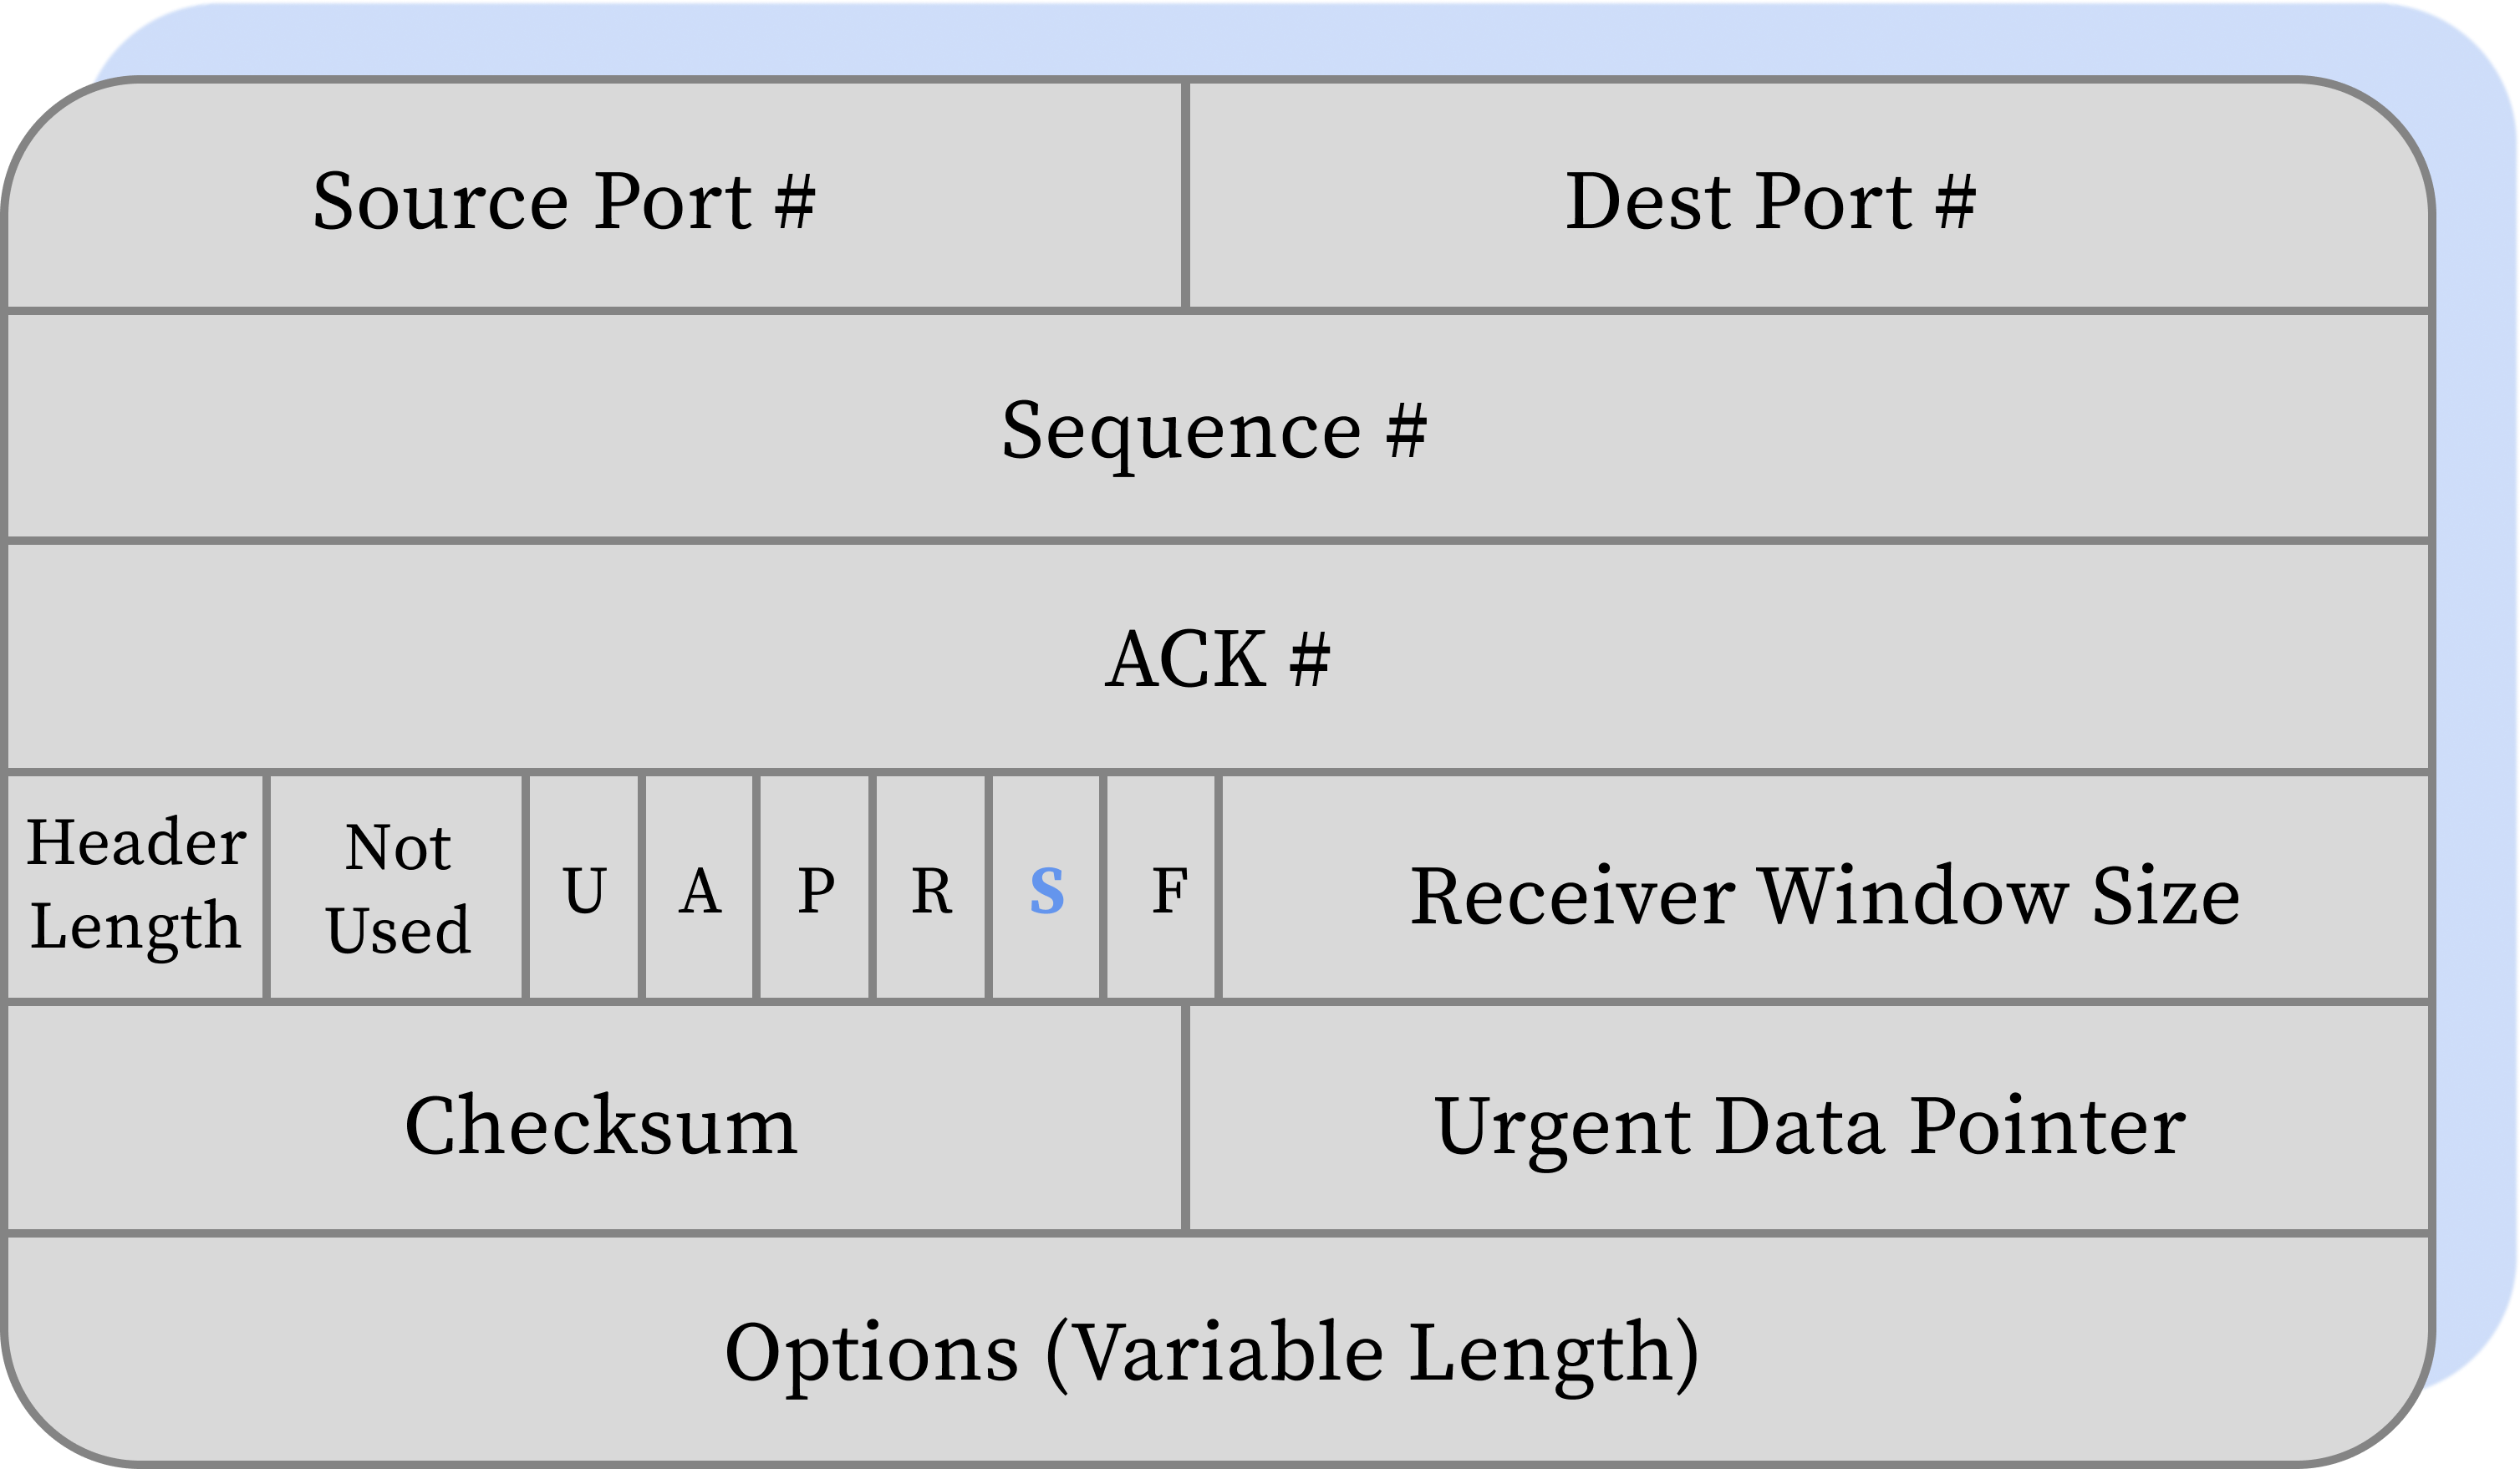 Source Port #
Dest Port #
Sequence #
ACK #
Header
Length
Not
Used
U
A
P
R
S
F
Receiver Window Size
Checksum
Urgent Data Pointer
Options (Variable Length)